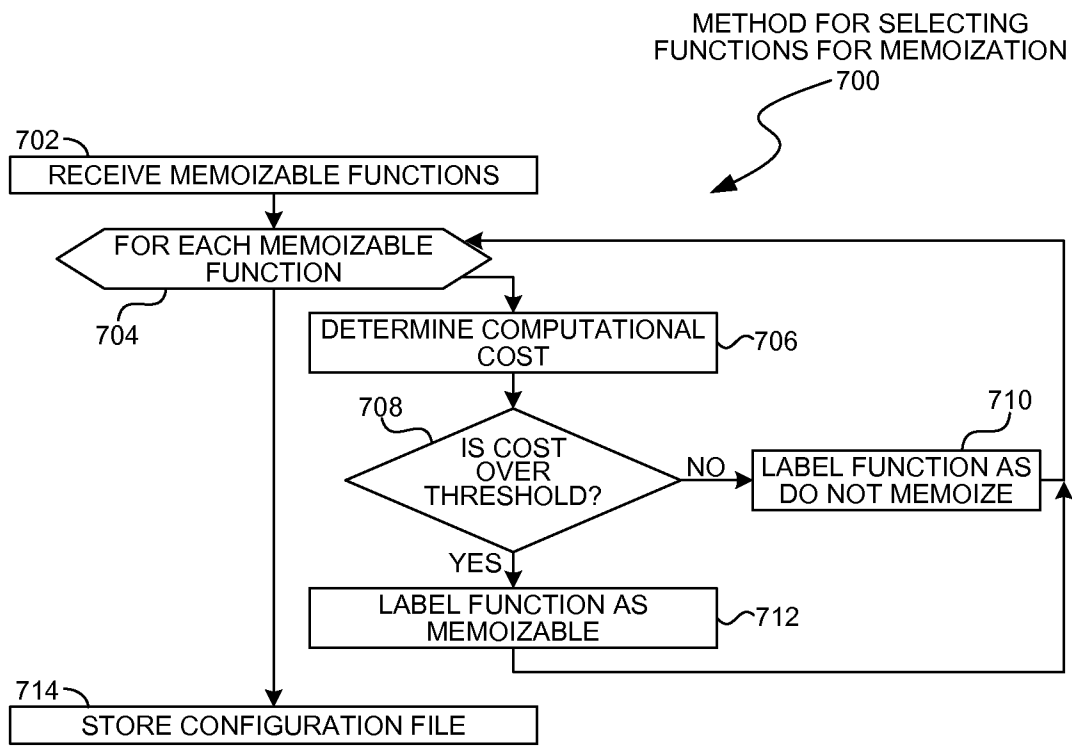 METHOD FOR SELECTING
FUNCTIONS FOR MEMOIZATION
700
702
RECEIVE MEMOIZABLE FUNCTIONS
FOR EACH MEMOIZABLE
FUNCTION
704
DETERMINE COMPUTATIONAL
COST
706
708
IS COST
OVER
THRESHOLD?
NO
710
LABEL FUNCTION AS
DO NOT MEMOIZE
YES
LABEL FUNCTION AS
MEMOIZABLE
712
714
STORE CONFIGURATION FILE